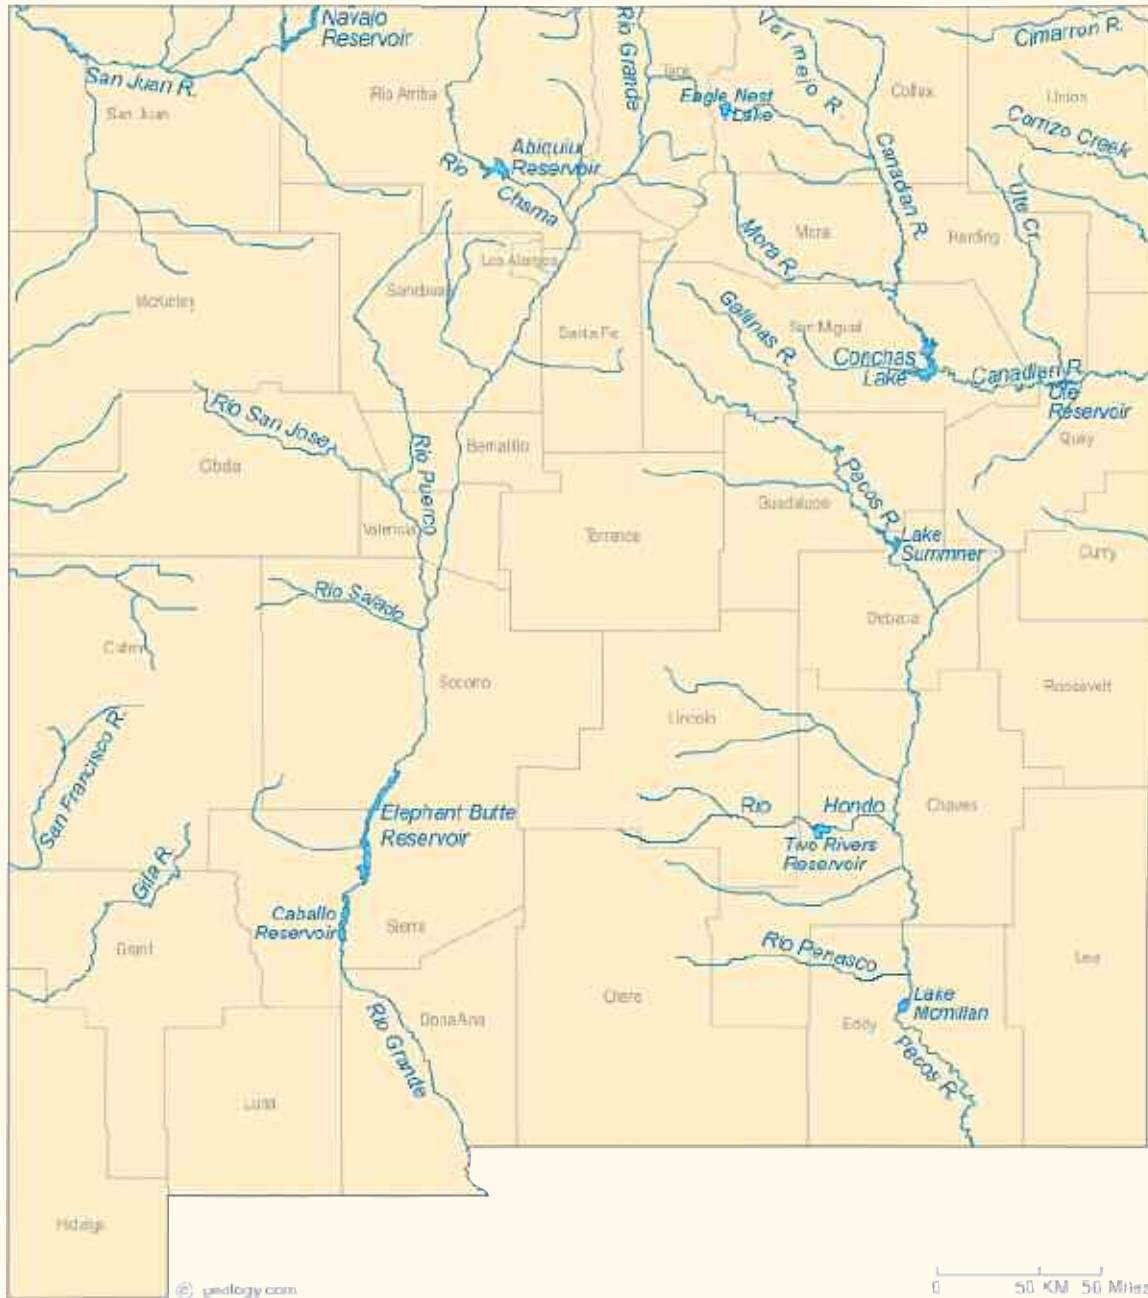 Navajo
Reservoir
San Juan R.
San Juan
Rio Arriba
Rio Grande
Taos
Eagle Nest
Lake
Vermejo R.
Colfax
Cimarron R.
Union
Corrizo Creek
Abiquiu
Reservoir
Rio
Chama
Canadian R.
Ute Cr.
Mora
Mora R.
Harding
Los Alamos
Sandoval
McKinley
Santa Fe
Gallinas R.
San Miguel
Conchas
Lake
Canadian R.
Ute
Reservoir
Quay
Rio San Jose
Cibola
Rio Puerco
Bernalillo
Valencia
Torrance
Pecos R.
Guadalupe
Lake
Summner
Curry
Rio Salado
Debaca
Catron
Socorro
Roosevelt
Lincoln
San Francisco R.
Elephant Butte
Reservoir
Rio
Hondo
Chaves
Two Rivers
Reservoir
Gila R.
Caballo
Reservoir
Sierra
Grant
Rio Penasco
Lea
Otero
Lake
Mcmillan
Eddy
Rio Grande
DonaAna
Pecos R.
Luna
Hidalgo
© geology.com
0 50 KM 50 Miles